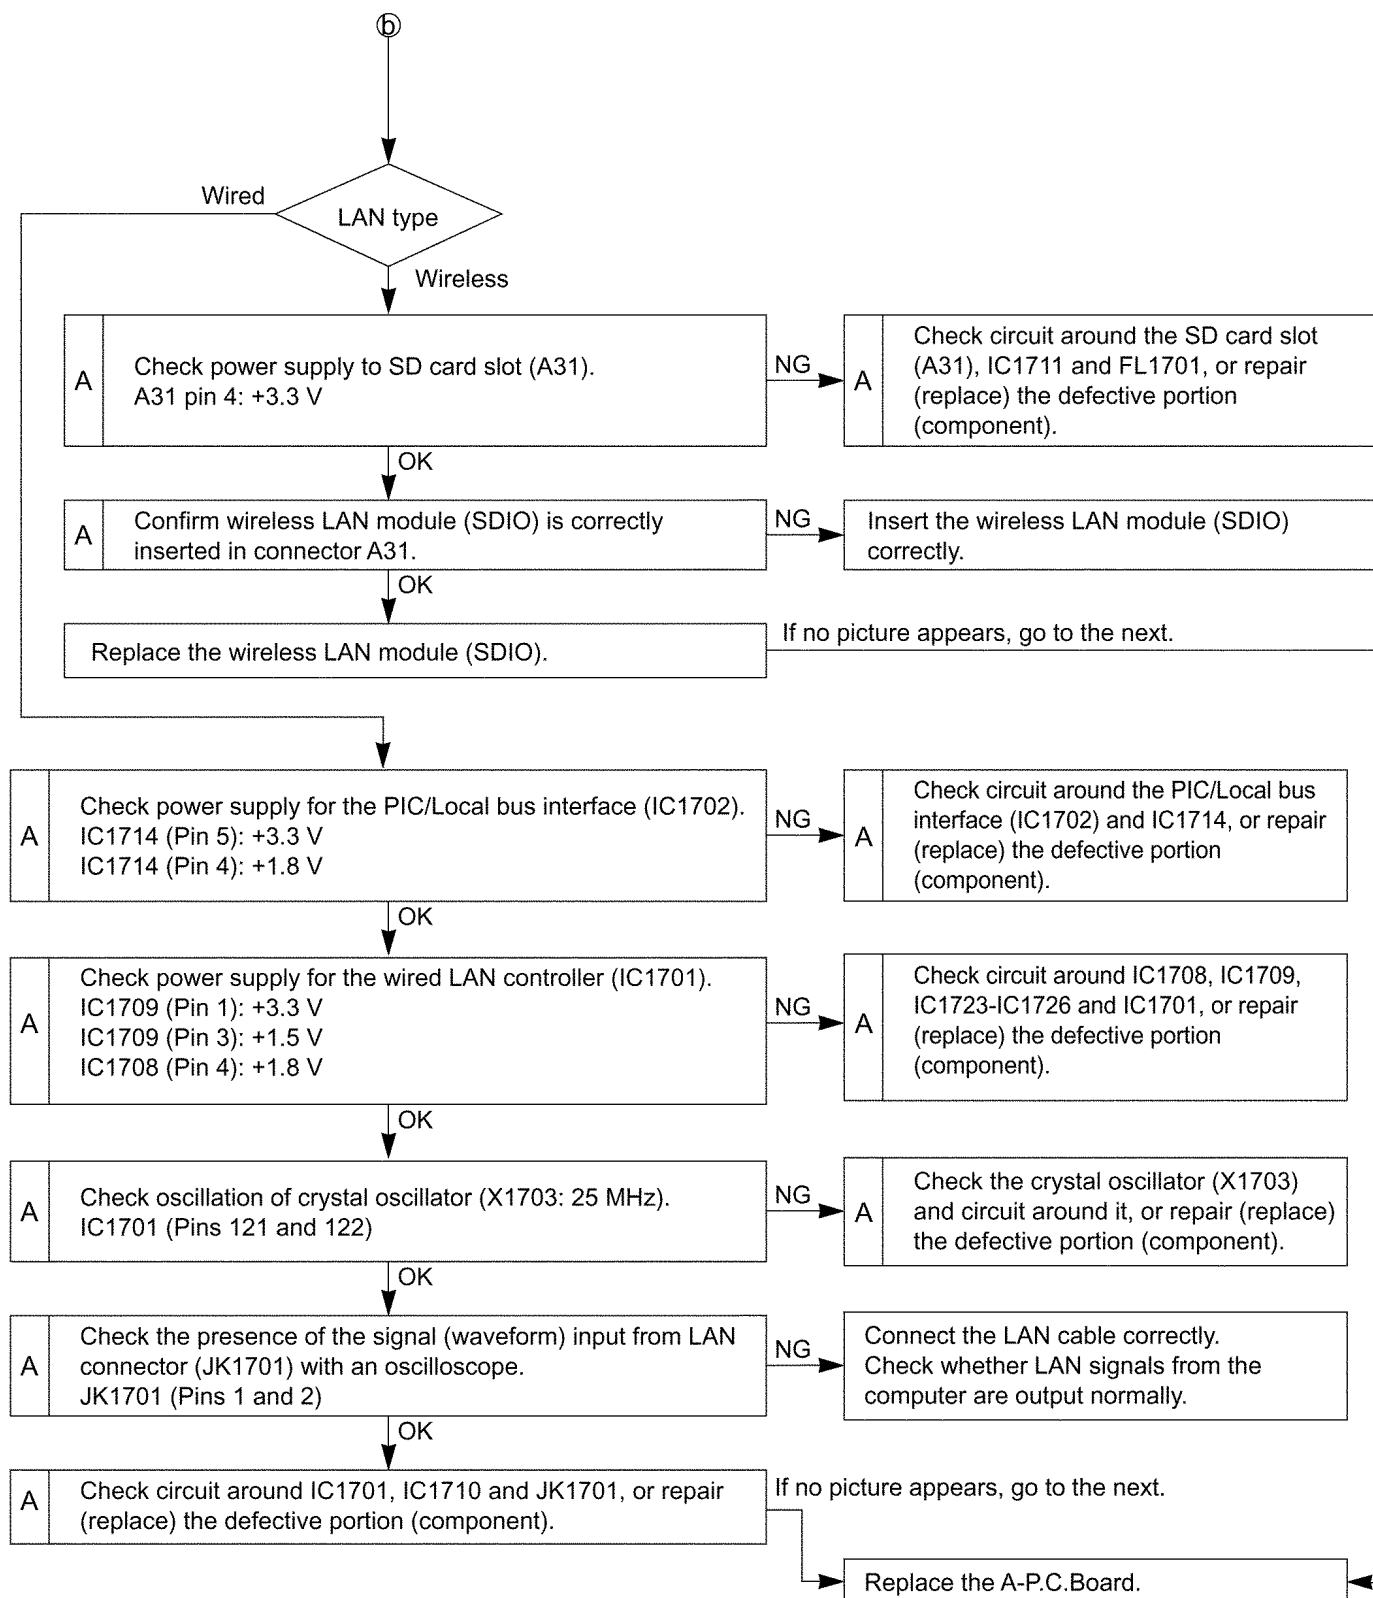 b
Wired
LAN type
Wireless
A
Check power supply to SD card slot (A31).
A31 pin 4: +3.3 V
NG
A
Check circuit around the SD card slot
(A31), IC1711 and FL1701, or repair
(replace) the defective portion
(component).
OK
A
Confirm wireless LAN module (SDIO) is correctly
inserted in connector A31.
NG
Insert the wireless LAN module (SDIO)
correctly.
OK
Replace the wireless LAN module (SDIO).
If no picture appears, go to the next.
A
Check power supply for the PIC/Local bus interface (IC1702).
IC1714 (Pin 5): +3.3 V
IC1714 (Pin 4): +1.8 V
NG
A
Check circuit around the PIC/Local bus
interface (IC1702) and IC1714, or repair
(replace) the defective portion
(component).
OK
A
Check power supply for the wired LAN controller (IC1701).
IC1709 (Pin 1): +3.3 V
IC1709 (Pin 3): +1.5 V
IC1708 (Pin 4): +1.8 V
NG
A
Check circuit around IC1708, IC1709,
IC1723-IC1726 and IC1701, or repair
(replace) the defective portion
(component).
OK
A
Check oscillation of crystal oscillator (X1703: 25 MHz).
IC1701 (Pins 121 and 122)
NG
A
Check the crystal oscillator (X1703)
and circuit around it, or repair (replace)
the defective portion (component).
OK
A
Check the presence of the signal (waveform) input from LAN
connector (JK1701) with an oscilloscope.
JK1701 (Pins 1 and 2)
NG
Connect the LAN cable correctly.
Check whether LAN signals from the
computer are output normally.
OK
A
Check circuit around IC1701, IC1710 and JK1701, or repair
(replace) the defective portion (component).
If no picture appears, go to the next.
Replace the A-P.C.Board.